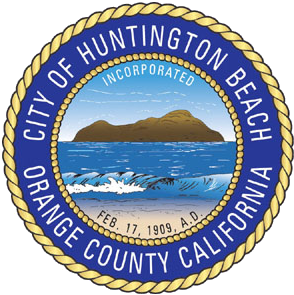 CITY OF HUNTINGTON BEACH
INCORPORATED
FEB. 17, 1909, A.D.
ORANGE COUNTY CALIFORNIA